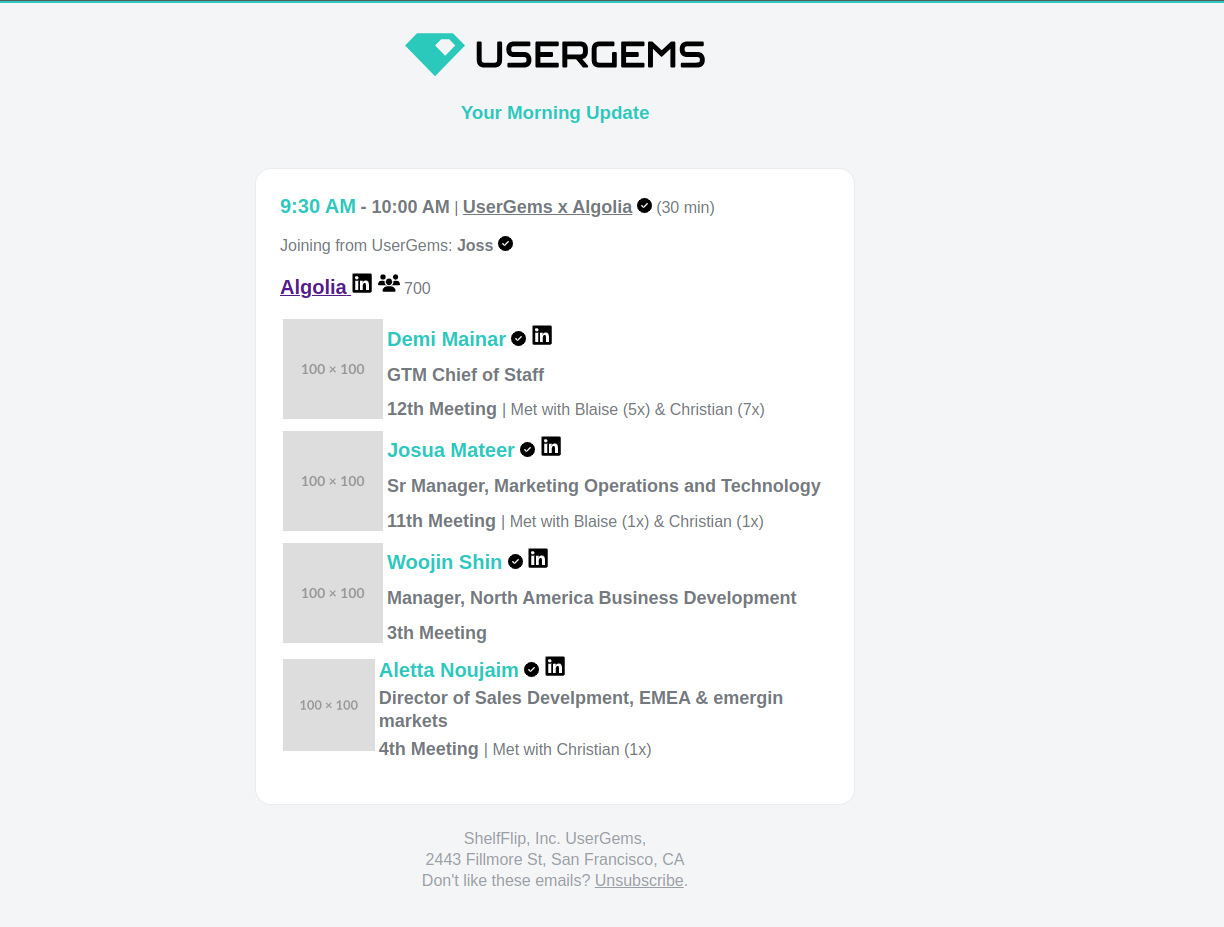 USERGEMS
Your Morning Update
9:30 AM - 10:00 AM | UserGems x Algolia (30 min)
Joining from UserGems: Joss
Algolia in 700
100 × 100
Demi Mainar in
GTM Chief of Staff
12th Meeting | Met with Blaise (5x) & Christian (7x)
100 × 100
Josua Mateer in
Sr Manager, Marketing Operations and Technology
11th Meeting | Met with Blaise (1x) & Christian (1x)
100 × 100
Woojin Shin in
Manager, North America Business Development
3th Meeting
100 × 100
Aletta Noujaim in
Director of Sales Develpment, EMEA & emergin
markets
4th Meeting | Met with Christian (1x)
ShelfFlip, Inc. UserGems,
2443 Fillmore St, San Francisco, CA
Don't like these emails? Unsubscribe.